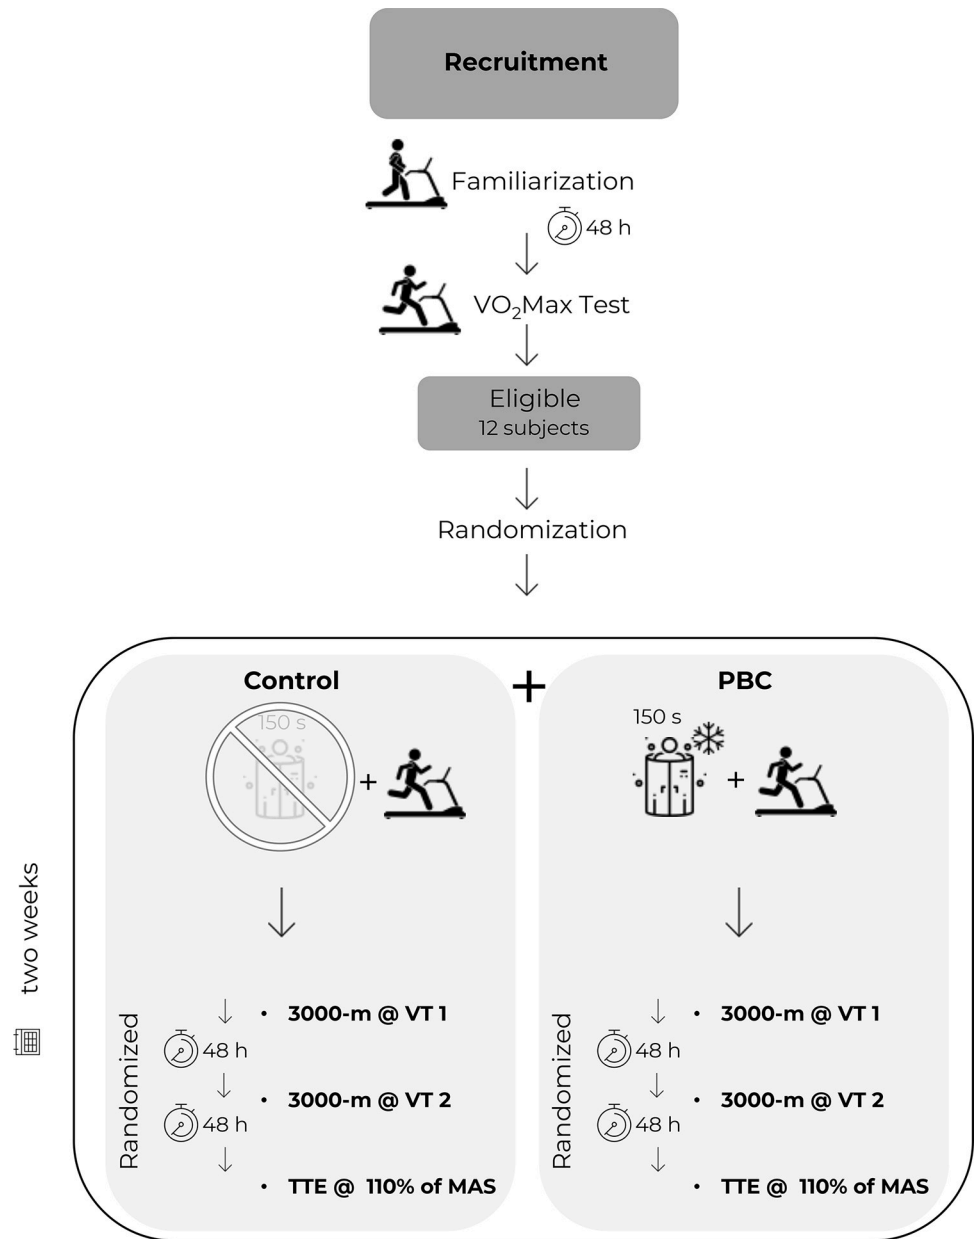 Recruitment
Familiarization
48 h
VO₂Max Test
Eligible
12 subjects
Randomization
Control
+
PBC
150 s
+
150 s
+
two weeks
Randomized
• 3000-m @ VT 1
48 h
• 3000-m @ VT 2
48 h
• TTE @ 110% of MAS
Randomized
• 3000-m @ VT 1
48 h
• 3000-m @ VT 2
48 h
• TTE @ 110% of MAS